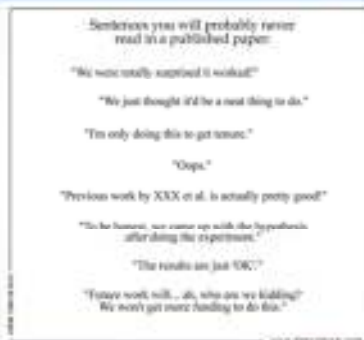 Sentences you will probably never
read in a published paper:
"We were totally surprised it worked!"
"We just thought it'd be a neat thing to do."
"I'm only doing this to get tenure."
"Oops."
"Previous work by XXX et al. is actually pretty good!"
"To be honest, we came up with the hypothesis
after doing the experiment."
"The results are just 'OK'."
"Future work will... ah, who are we kidding?
We won't get more funding to do this."